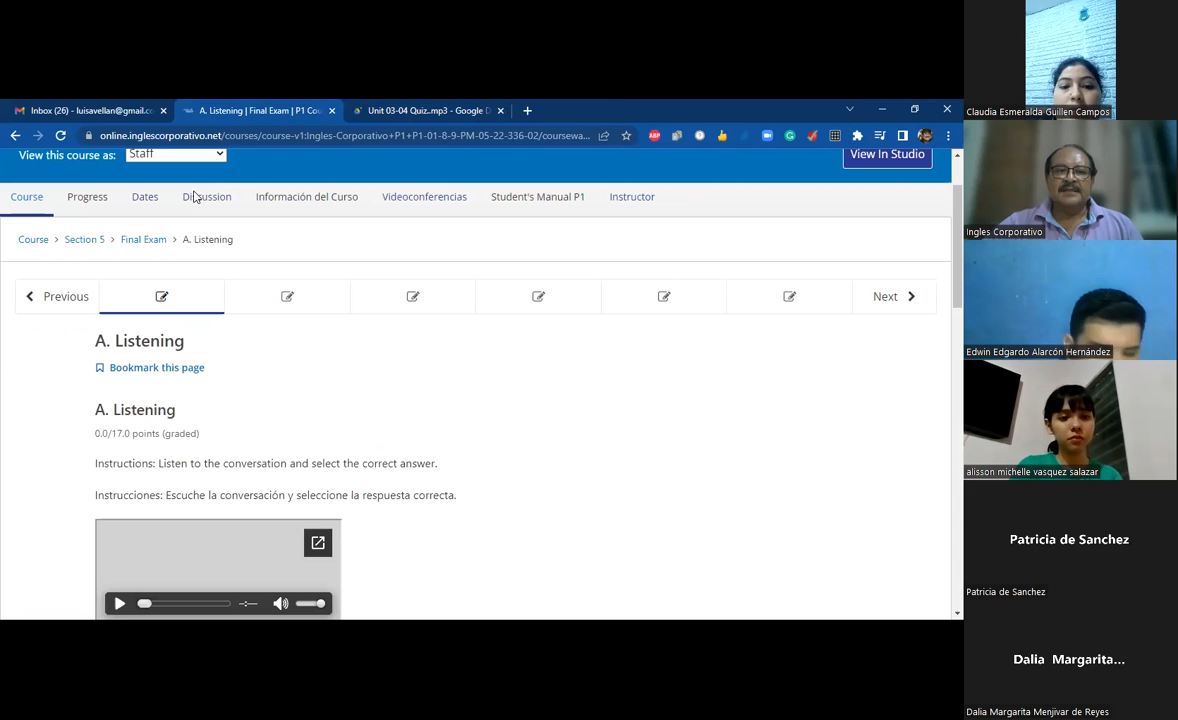 Inbox (26) - luisavellan@gmail.cc
A. Listening | Final Exam | P1 Cou
Unit 03-04 Quiz..mp3 - Google D
online.inglescorporativo.net/courses/course-v1:Ingles-Corporativo+P1+P1-01-8-9-PM-05-22-336-02/coursewa...
View this course as:
Staff
View In Studio
Course
Progress
Dates
Discussion
Información del Curso
Videoconferencias
Student's Manual P1
Instructor
Course > Section 5 > Final Exam > A. Listening
Previous
Next
A. Listening
Bookmark this page
A. Listening
0.0/17.0 points (graded)
Instructions: Listen to the conversation and select the correct answer.
Instrucciones: Escuche la conversación y seleccione la respuesta correcta.
-:-
Claudia Esmeralda Guillen Campos
Ingles Corporativo
Edwin Edgardo Alarcón Hernández
alisson michelle vasquez salazar
Patricia de Sanchez
Patricia de Sanchez
Dalia Margarita...
Dalia Margarita Menjivar de Reyes